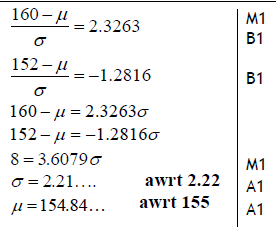 (160 − μ)/σ = 2.3263 M1
B1
(152 − μ)/σ = −1.2816 B1
160 − μ = 2.3263σ
152 − μ = −1.2816σ
8 = 3.6079σ M1
σ = 2.21.... awrt 2.22 A1
μ = 154.84... awrt 155 A1